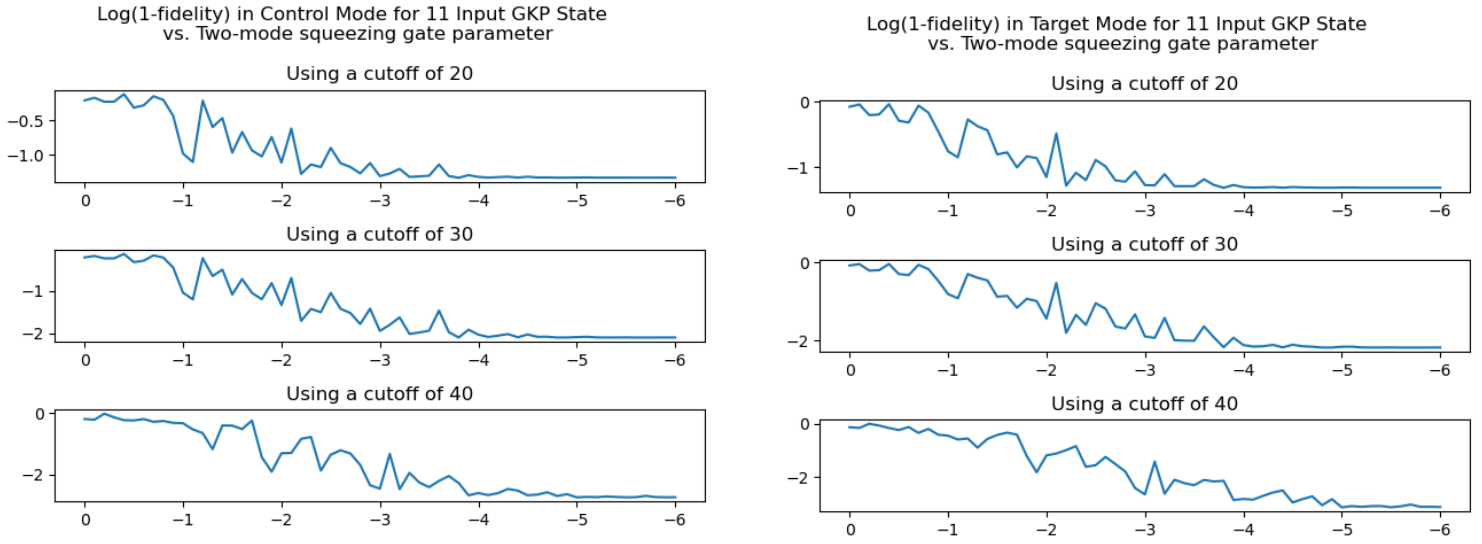 Log(1-fidelity) in Control Mode for 11 Input GKP State
vs. Two-mode squeezing gate parameter
Using a cutoff of 20
−0.5
−1.0
0 −1 −2 −3 −4 −5 −6
Using a cutoff of 30
−1
−2
0 −1 −2 −3 −4 −5 −6
Using a cutoff of 40
0
−2
0 −1 −2 −3 −4 −5 −6
Log(1-fidelity) in Target Mode for 11 Input GKP State
vs. Two-mode squeezing gate parameter
Using a cutoff of 20
0
−1
0 −1 −2 −3 −4 −5 −6
Using a cutoff of 30
0
−2
0 −1 −2 −3 −4 −5 −6
Using a cutoff of 40
0
−2
0 −1 −2 −3 −4 −5 −6